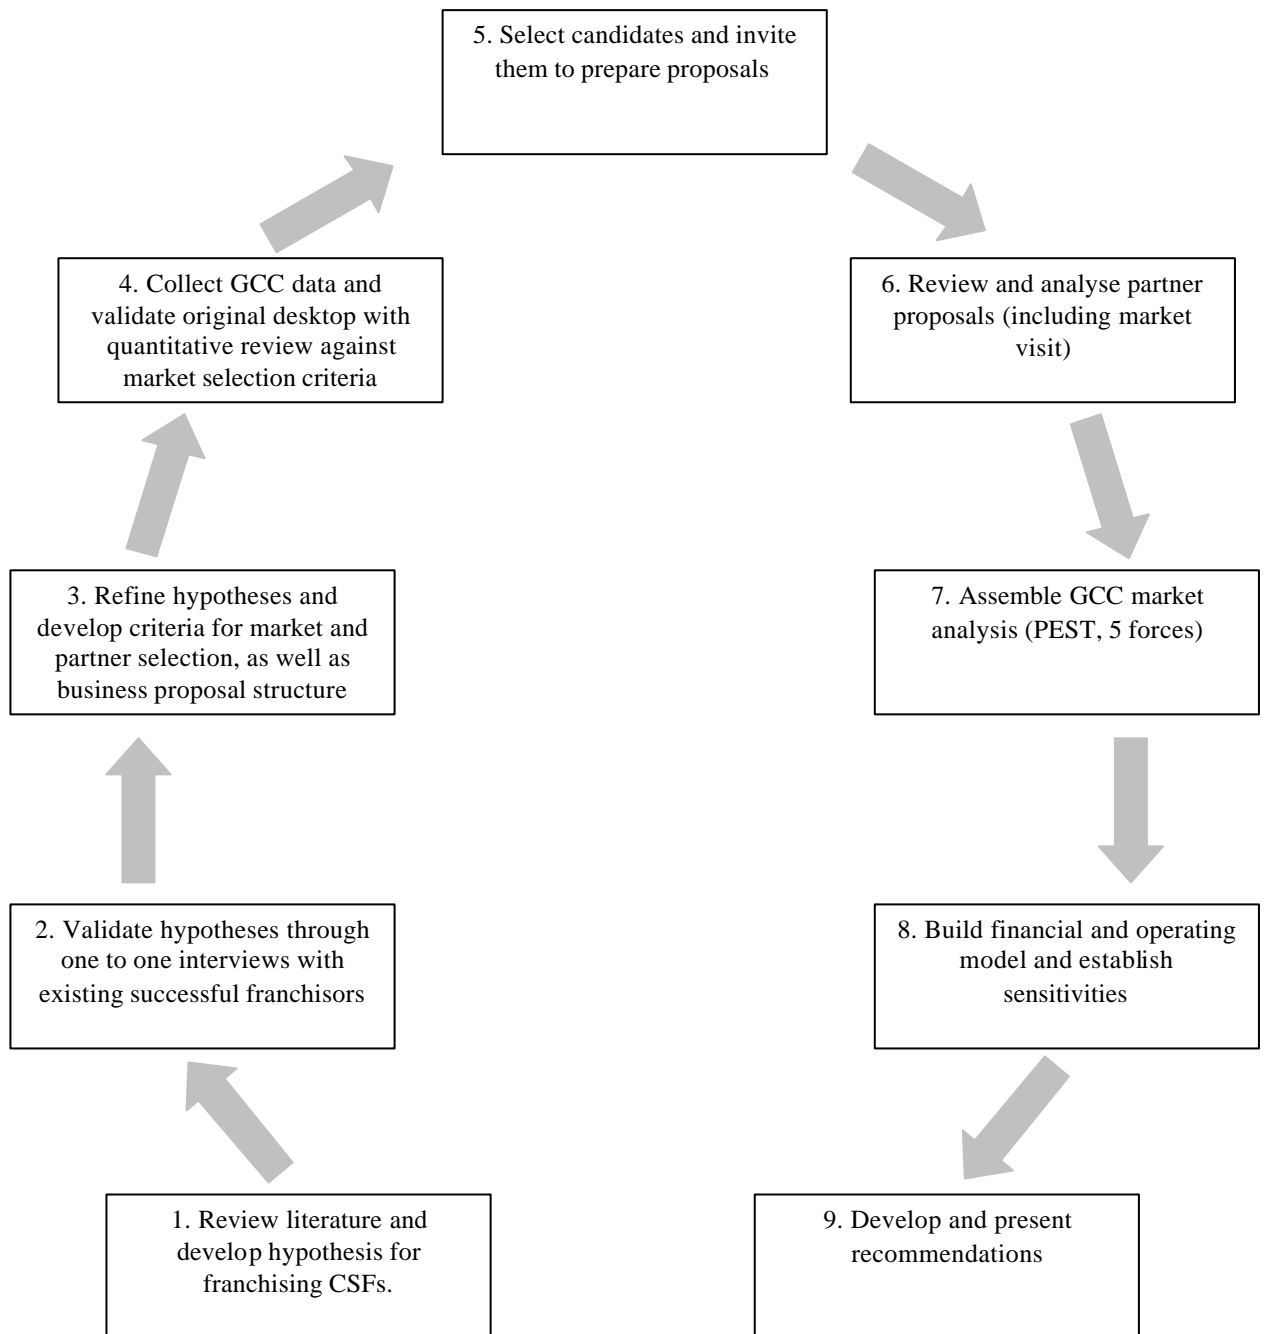 5. Select candidates and invite
them to prepare proposals
4. Collect GCC data and
validate original desktop with
quantitative review against
market selection criteria
6. Review and analyse partner
proposals (including market
visit)
3. Refine hypotheses and
develop criteria for market and
partner selection, as well as
business proposal structure
7. Assemble GCC market
analysis (PEST, 5 forces)
2. Validate hypotheses through
one to one interviews with
existing successful franchisors
8. Build financial and operating
model and establish
sensitivities
1. Review literature and
develop hypothesis for
franchising CSFs.
9. Develop and present
recommendations